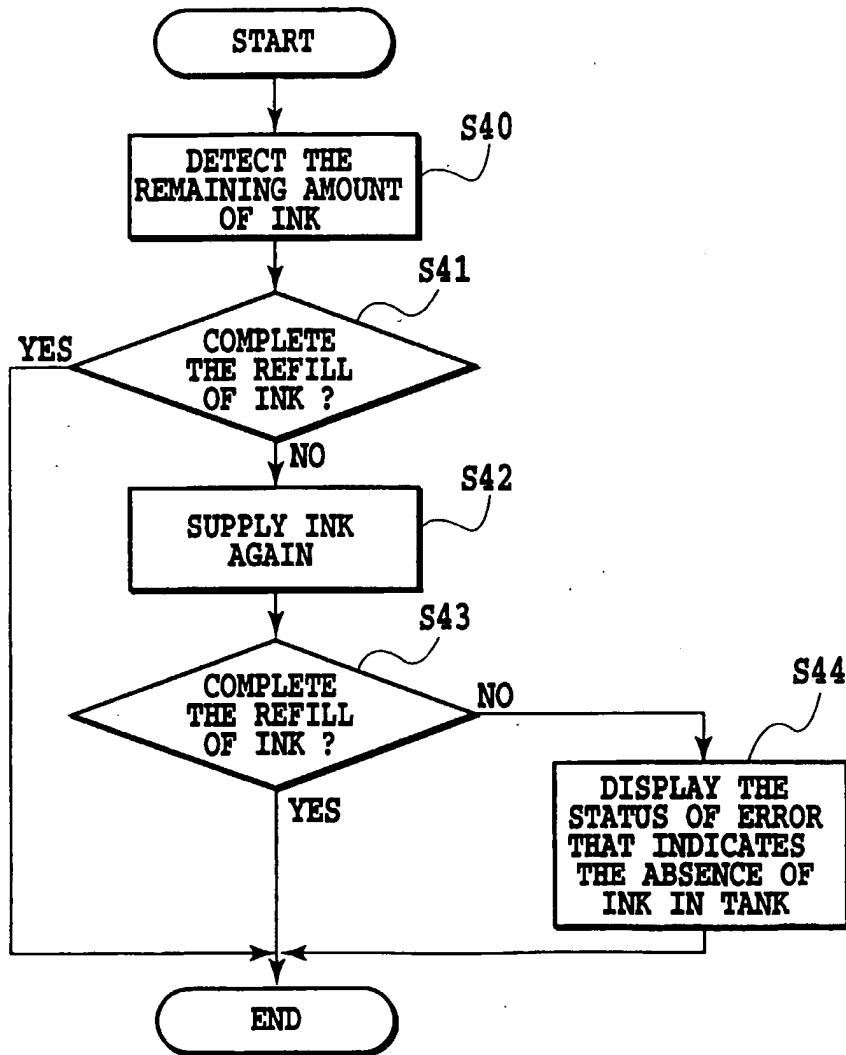 START
S40
DETECT THE
REMAINING AMOUNT
OF INK
S41
COMPLETE
THE REFILL
OF INK ?
YES
NO
S42
SUPPLY INK
AGAIN
S43
COMPLETE
THE REFILL
OF INK ?
NO
YES
S44
DISPLAY THE
STATUS OF ERROR
THAT INDICATES
THE ABSENCE OF
INK IN TANK
END